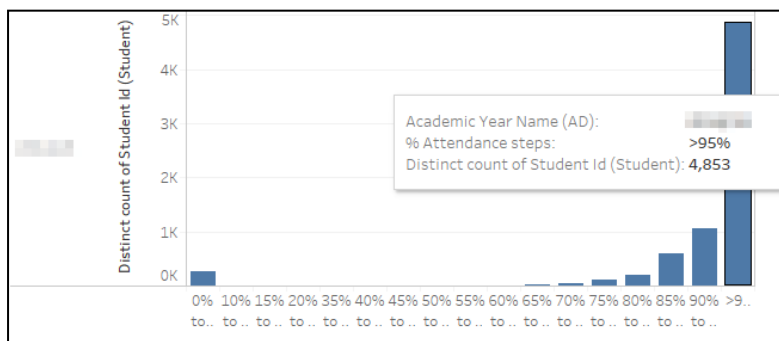 Distinct count of Student Id (Student)
5K
4K
3K
2K
1K
0K
Academic Year Name (AD):
% Attendance steps: >95%
Distinct count of Student Id (Student): 4,853
0% 10% 15% 20% 35% 40% 45% 50% 55% 60% 65% 70% 75% 80% 85% 90% >9..
to.. to .. to .. to .. to .. to .. to .. to .. to .. to .. to .. to .. to .. to .. to .. to ..